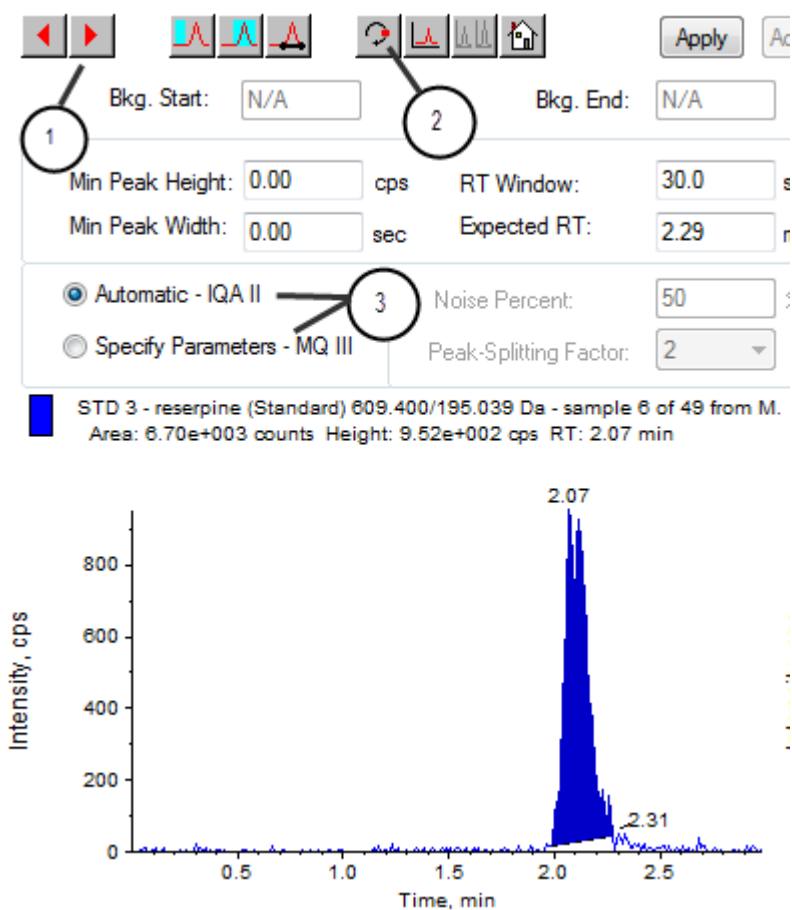 Apply
Bkg. Start: N/A Bkg. End: N/A
1
2
Min Peak Height: 0.00 cps RT Window: 30.0
Min Peak Width: 0.00 sec Expected RT: 2.29
Automatic - IQA II 3 Noise Percent: 50
Specify Parameters - MQ III Peak-Splitting Factor: 2
STD 3 - reserpine (Standard) 609.400/195.039 Da - sample 6 of 49 from M.
Area: 6.70e+003 counts Height: 9.52e+002 cps RT: 2.07 min
2.07
800
600
400
200
0
Intensity, cps
2.31
0.5 1.0 1.5 2.0 2.5
Time, min